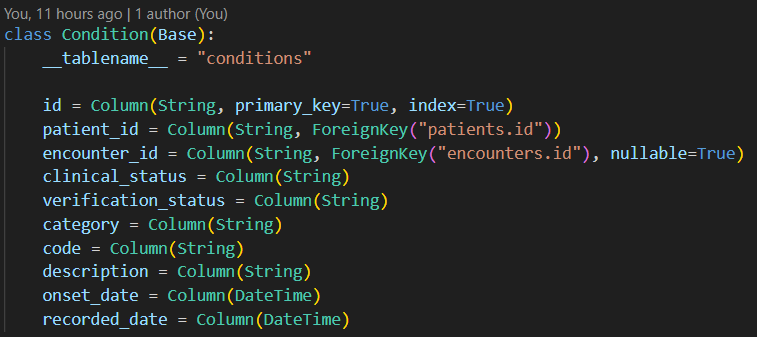 You, 11 hours ago | 1 author (You)
class Condition(Base):
    __tablename__ = "conditions"

    id = Column(String, primary_key=True, index=True)
    patient_id = Column(String, ForeignKey("patients.id"))
    encounter_id = Column(String, ForeignKey("encounters.id"), nullable=True)
    clinical_status = Column(String)
    verification_status = Column(String)
    category = Column(String)
    code = Column(String)
    description = Column(String)
    onset_date = Column(DateTime)
    recorded_date = Column(DateTime)